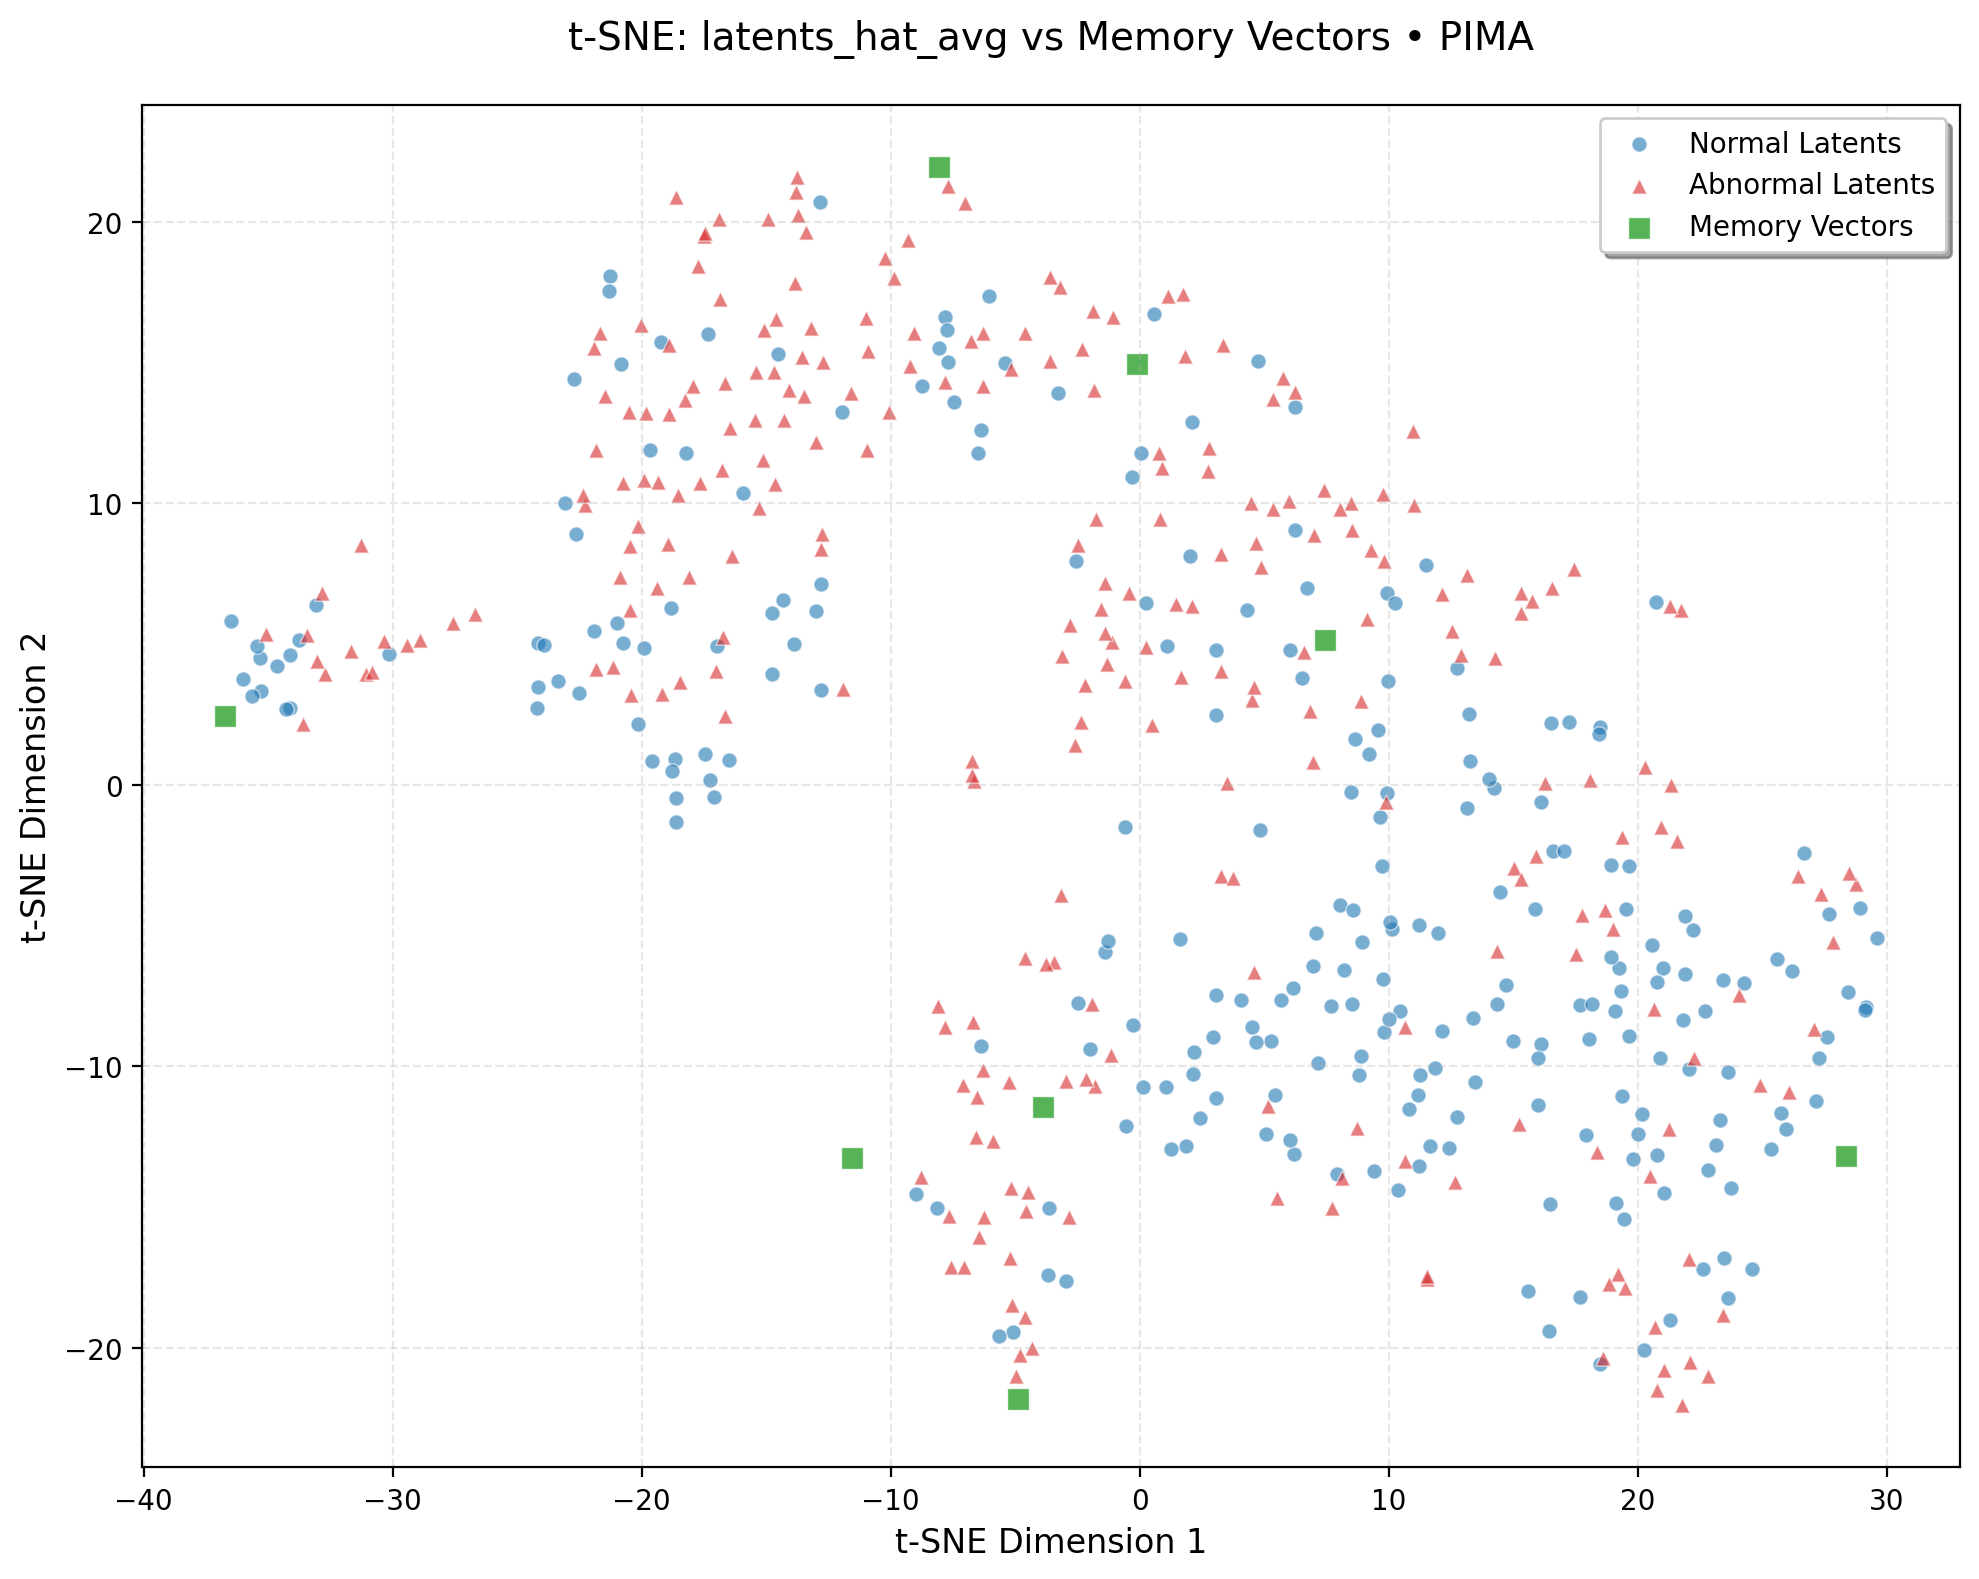 t-SNE: latents_hat_avg vs Memory Vectors • PIMA
Normal Latents
Abnormal Latents
Memory Vectors
20
10
0
−10
−20
t-SNE Dimension 2
−40
−30
−20
−10
0
10
20
30
t-SNE Dimension 1